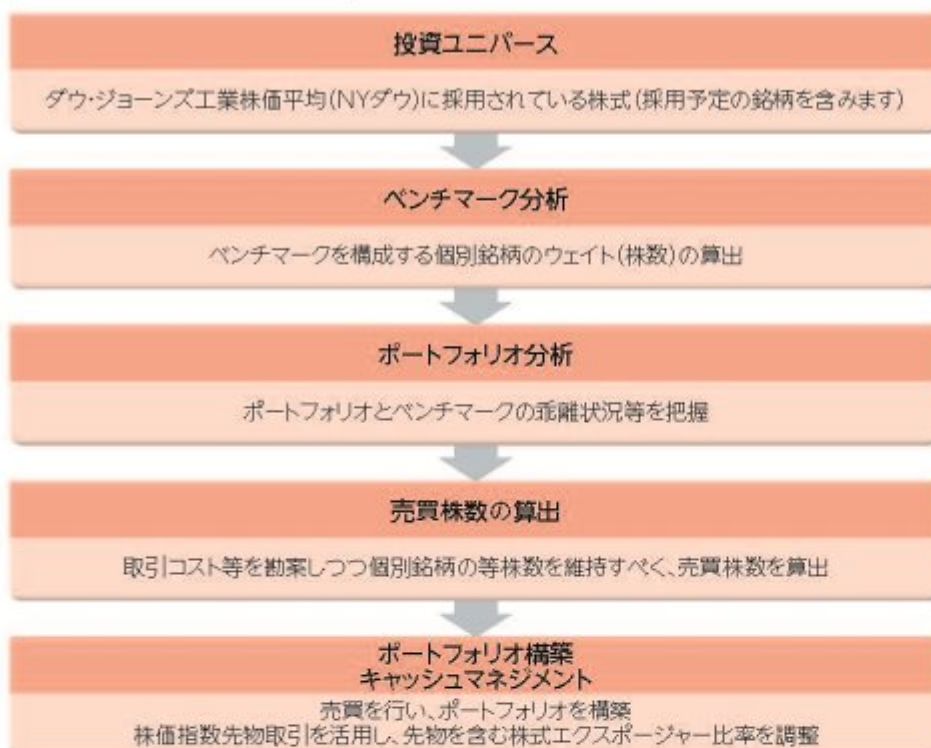 投資ユニバース
ダウ・ジョーンズ工業株価平均(NYダウ)に採用されている株式(採用予定の銘柄を含みます)
ベンチマーク分析
ベンチマークを構成する個別銘柄のウェイト(株数)の算出
ポートフォリオ分析
ポートフォリオとベンチマークの乖離状況等を把握
売買株数の算出
取引コスト等を勘案しつつ個別銘柄の等株数を維持すべく、売買株数を算出
ポートフォリオ構築
キャッシュマネジメント
売買を行い、ポートフォリオを構築
株価指数先物取引を活用し、先物を含む株式エクスポージャー比率を調整